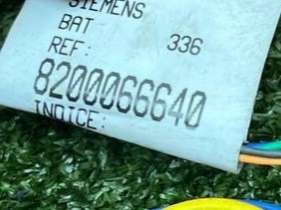 SIEMENS
BAT
REF: 336
8200066640
INDICE: